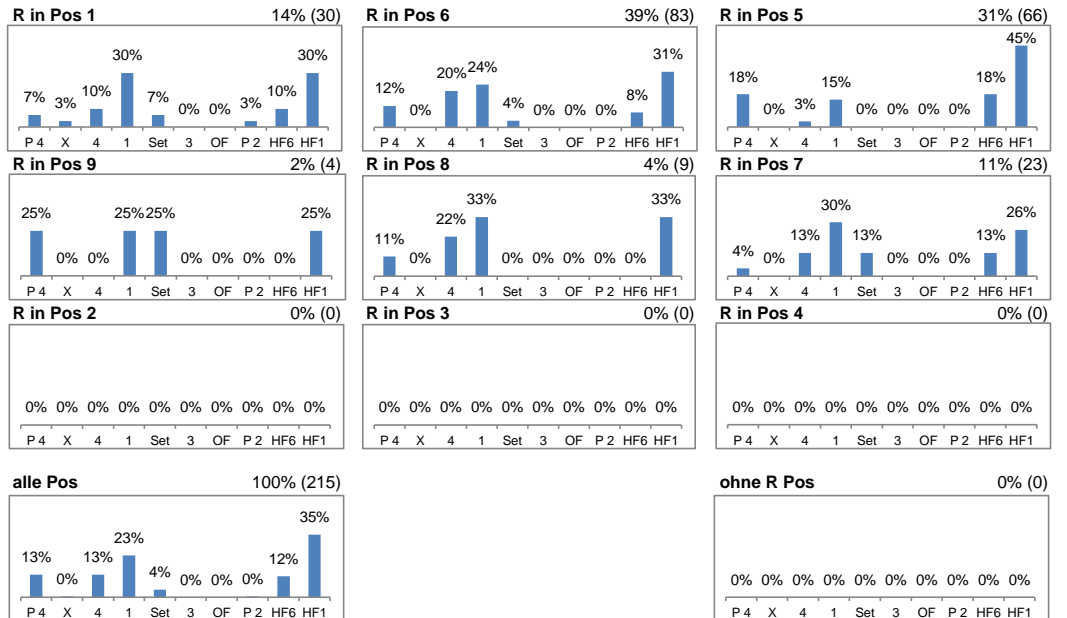 R in Pos 1 14% (30)
7% 3% 10% 30% 7% 0% 0% 3% 10% 30%
P 4 X 4 1 Set 3 OF P 2 HF6 HF1
R in Pos 6 39% (83)
12% 0% 20% 24% 4% 0% 0% 0% 8% 31%
P 4 X 4 1 Set 3 OF P 2 HF6 HF1
R in Pos 5 31% (66)
18% 0% 3% 15% 0% 0% 0% 0% 18% 45%
P 4 X 4 1 Set 3 OF P 2 HF6 HF1
R in Pos 9 2% (4)
25% 0% 0% 25% 25% 0% 0% 0% 0% 25%
P 4 X 4 1 Set 3 OF P 2 HF6 HF1
R in Pos 8 4% (9)
11% 0% 22% 33% 0% 0% 0% 0% 0% 33%
P 4 X 4 1 Set 3 OF P 2 HF6 HF1
R in Pos 7 11% (23)
4% 0% 13% 30% 13% 0% 0% 0% 13% 26%
P 4 X 4 1 Set 3 OF P 2 HF6 HF1
R in Pos 2 0% (0)
0% 0% 0% 0% 0% 0% 0% 0% 0% 0%
P 4 X 4 1 Set 3 OF P 2 HF6 HF1
R in Pos 3 0% (0)
0% 0% 0% 0% 0% 0% 0% 0% 0% 0%
P 4 X 4 1 Set 3 OF P 2 HF6 HF1
R in Pos 4 0% (0)
0% 0% 0% 0% 0% 0% 0% 0% 0% 0%
P 4 X 4 1 Set 3 OF P 2 HF6 HF1
alle Pos 100% (215)
13% 0% 13% 23% 4% 0% 0% 0% 12% 35%
P 4 X 4 1 Set 3 OF P 2 HF6 HF1
ohne R Pos 0% (0)
0% 0% 0% 0% 0% 0% 0% 0% 0% 0%
P 4 X 4 1 Set 3 OF P 2 HF6 HF1